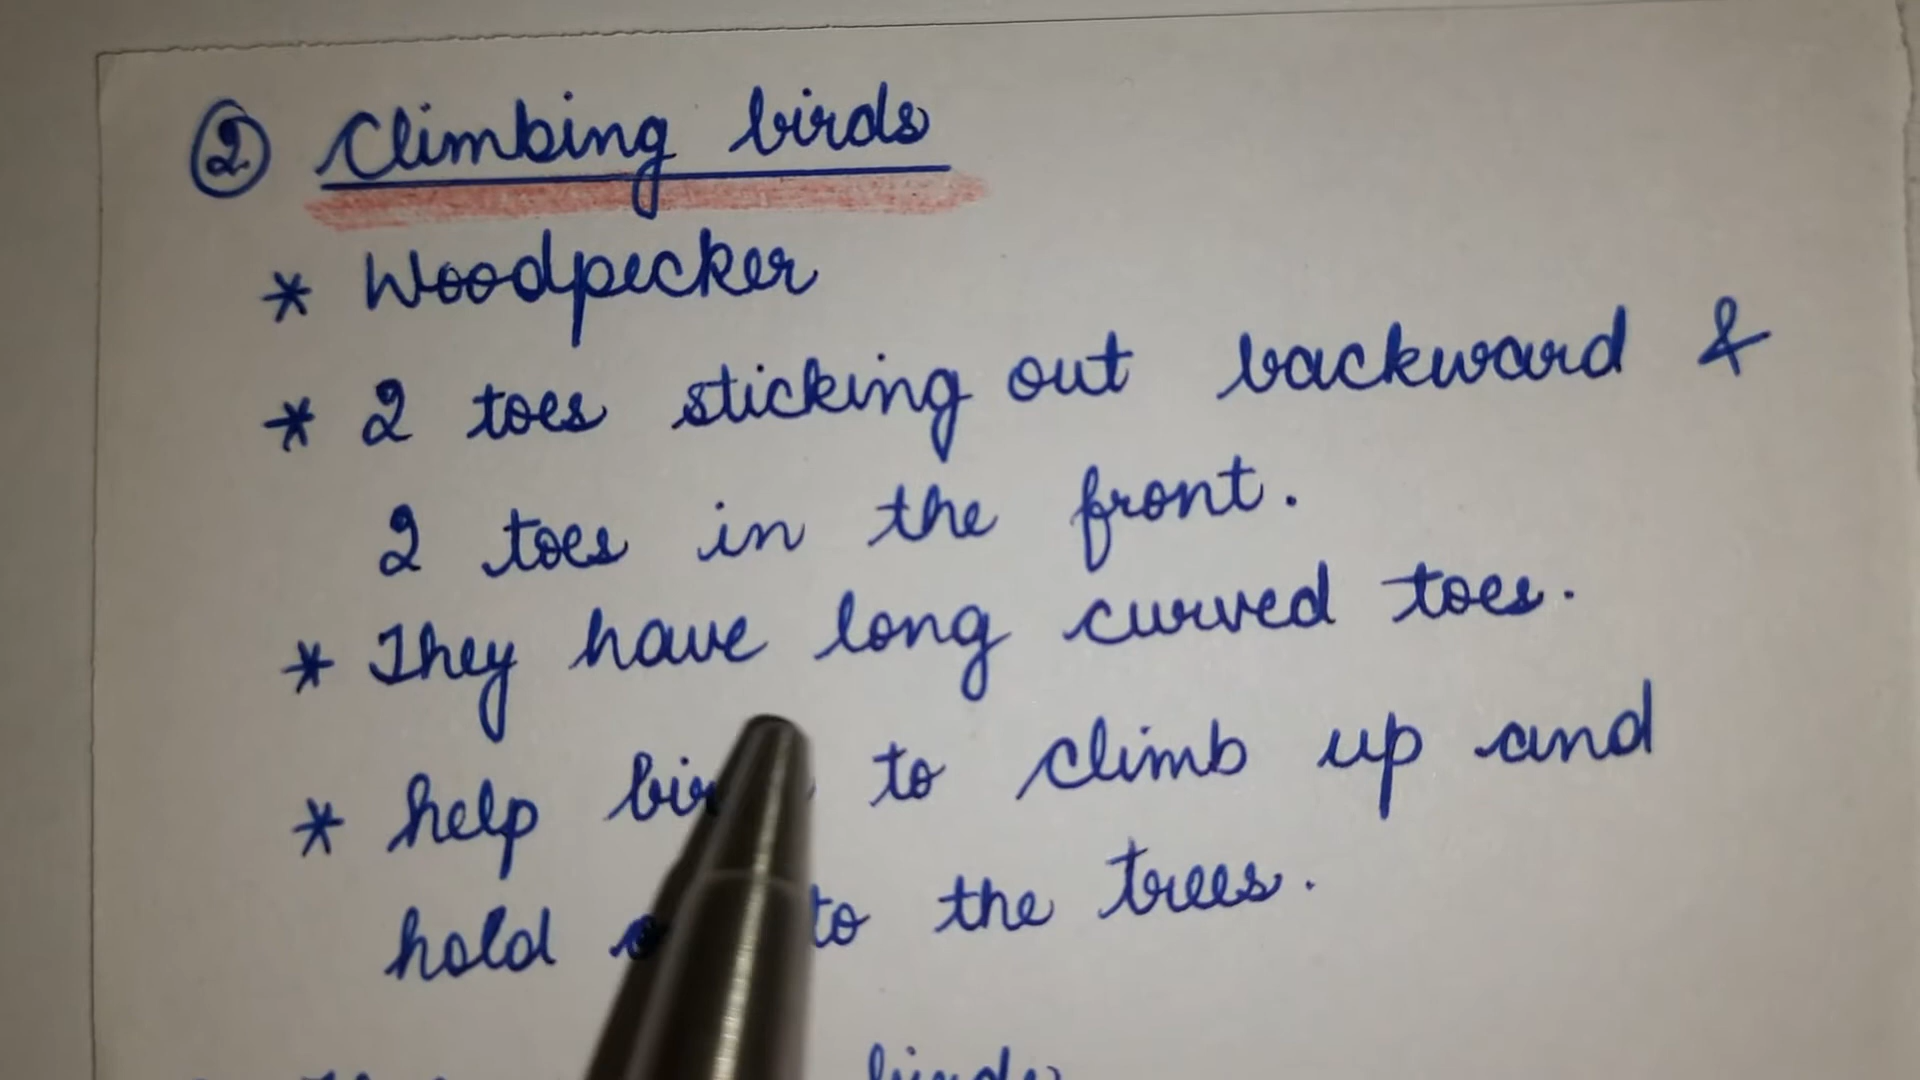 ② Climbing birds
* Woodpecker
* 2 toes sticking out backward &
2 toes in the front.
* They have long curved toes.
* help to climb up and
hold to the trees.
birds